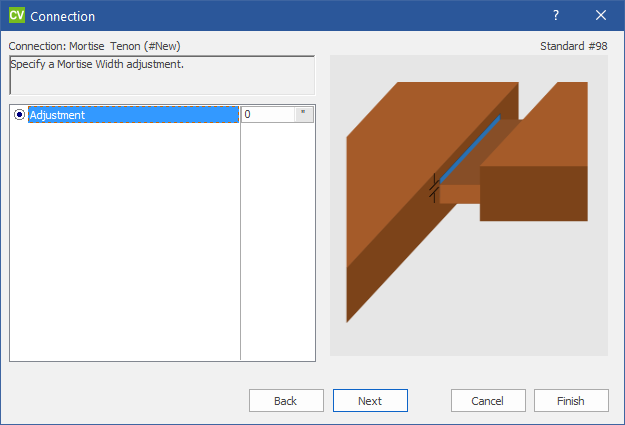 CV Connection ?
Connection: Mortise Tenon (#New) Standard #98
Specify a Mortise Width adjustment.
Adjustment 0 "
Back Next Cancel Finish